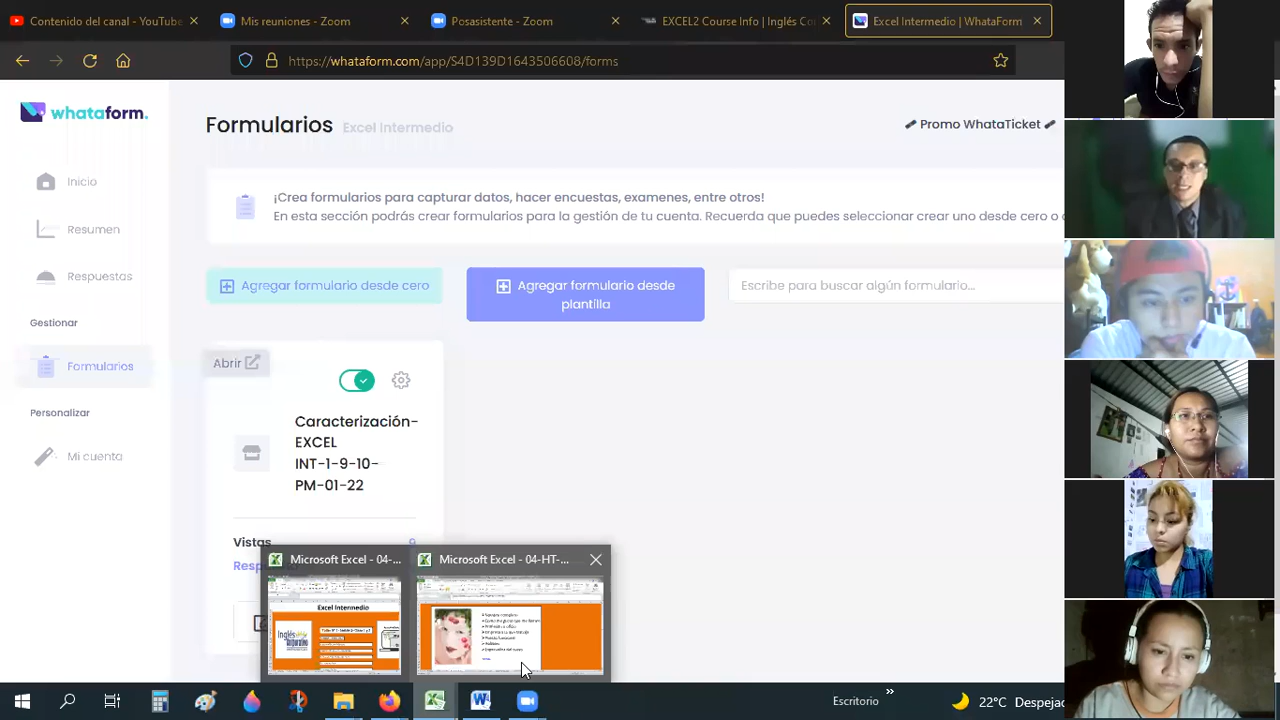 Contenido del canal - YouTube
Mis reuniones - Zoom
Posasistente - Zoom
EXCEL2 Course Info | Inglés Co
Excel Intermedio | WhataForm
https://whataform.com/app/S4D139D1643506608/forms
whataform.
Formularios Excel Intermedio
Promo WhataTicket
Inicio
Resumen
Respuestas
Gestionar
Formularios
Personalizar
Mi cuenta
¡Crea formularios para capturar datos, hacer encuestas, examenes, entre otros!
En esta sección podrás crear formularios para la gestión de tu cuenta. Recuerda que puedes seleccionar crear uno desde cero o
Agregar formulario desde cero
Agregar formulario desde
plantilla
Escribe para buscar algún formulario...
Abrir
Caracterización-
EXCEL
INT-1-9-10-
PM-01-22
Vistas 9
Resp
Microsoft Excel - 04-...
Microsoft Excel - 04-HT-...
Excel Intermedio
Escritorio
22°C Despejad